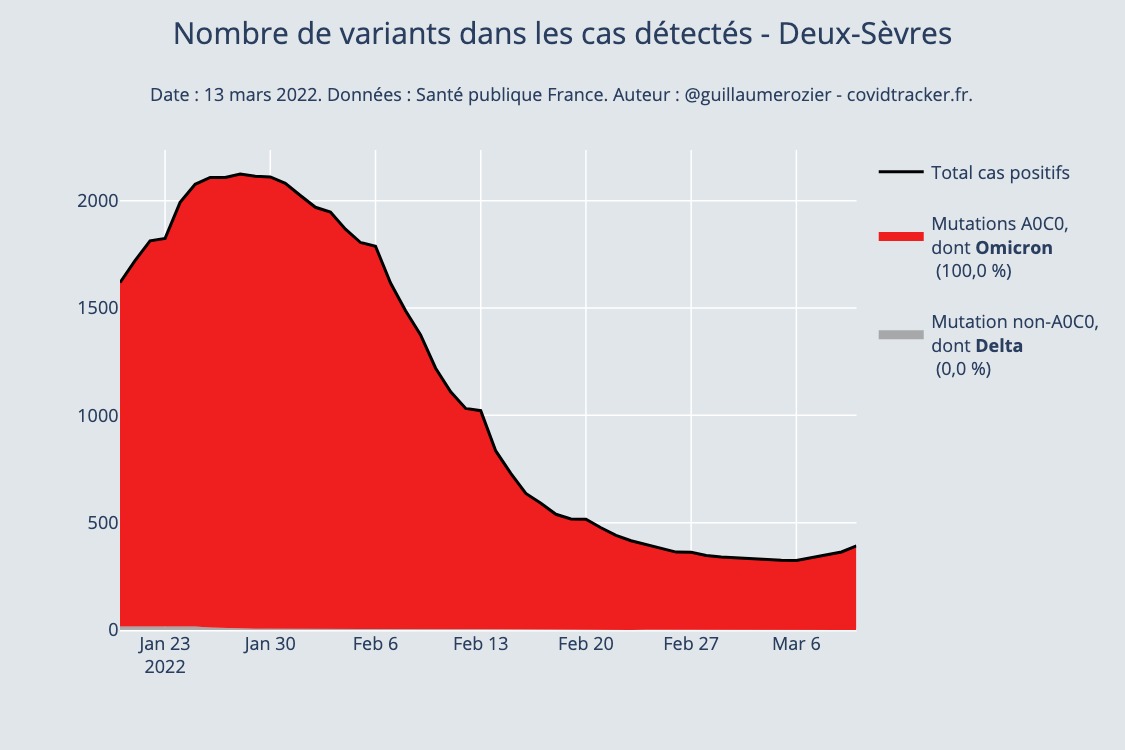 Nombre de variants dans les cas détectés - Deux-Sèvres
Date : 13 mars 2022. Données : Santé publique France. Auteur : @guillaumerozier - covidtracker.fr.
Total cas positifs
Mutations A0C0,
dont Omicron
(100,0 %)
Mutation non-A0C0,
dont Delta
(0,0 %)
2000
1500
1000
500
0
Jan 23
2022
Jan 30
Feb 6
Feb 13
Feb 20
Feb 27
Mar 6